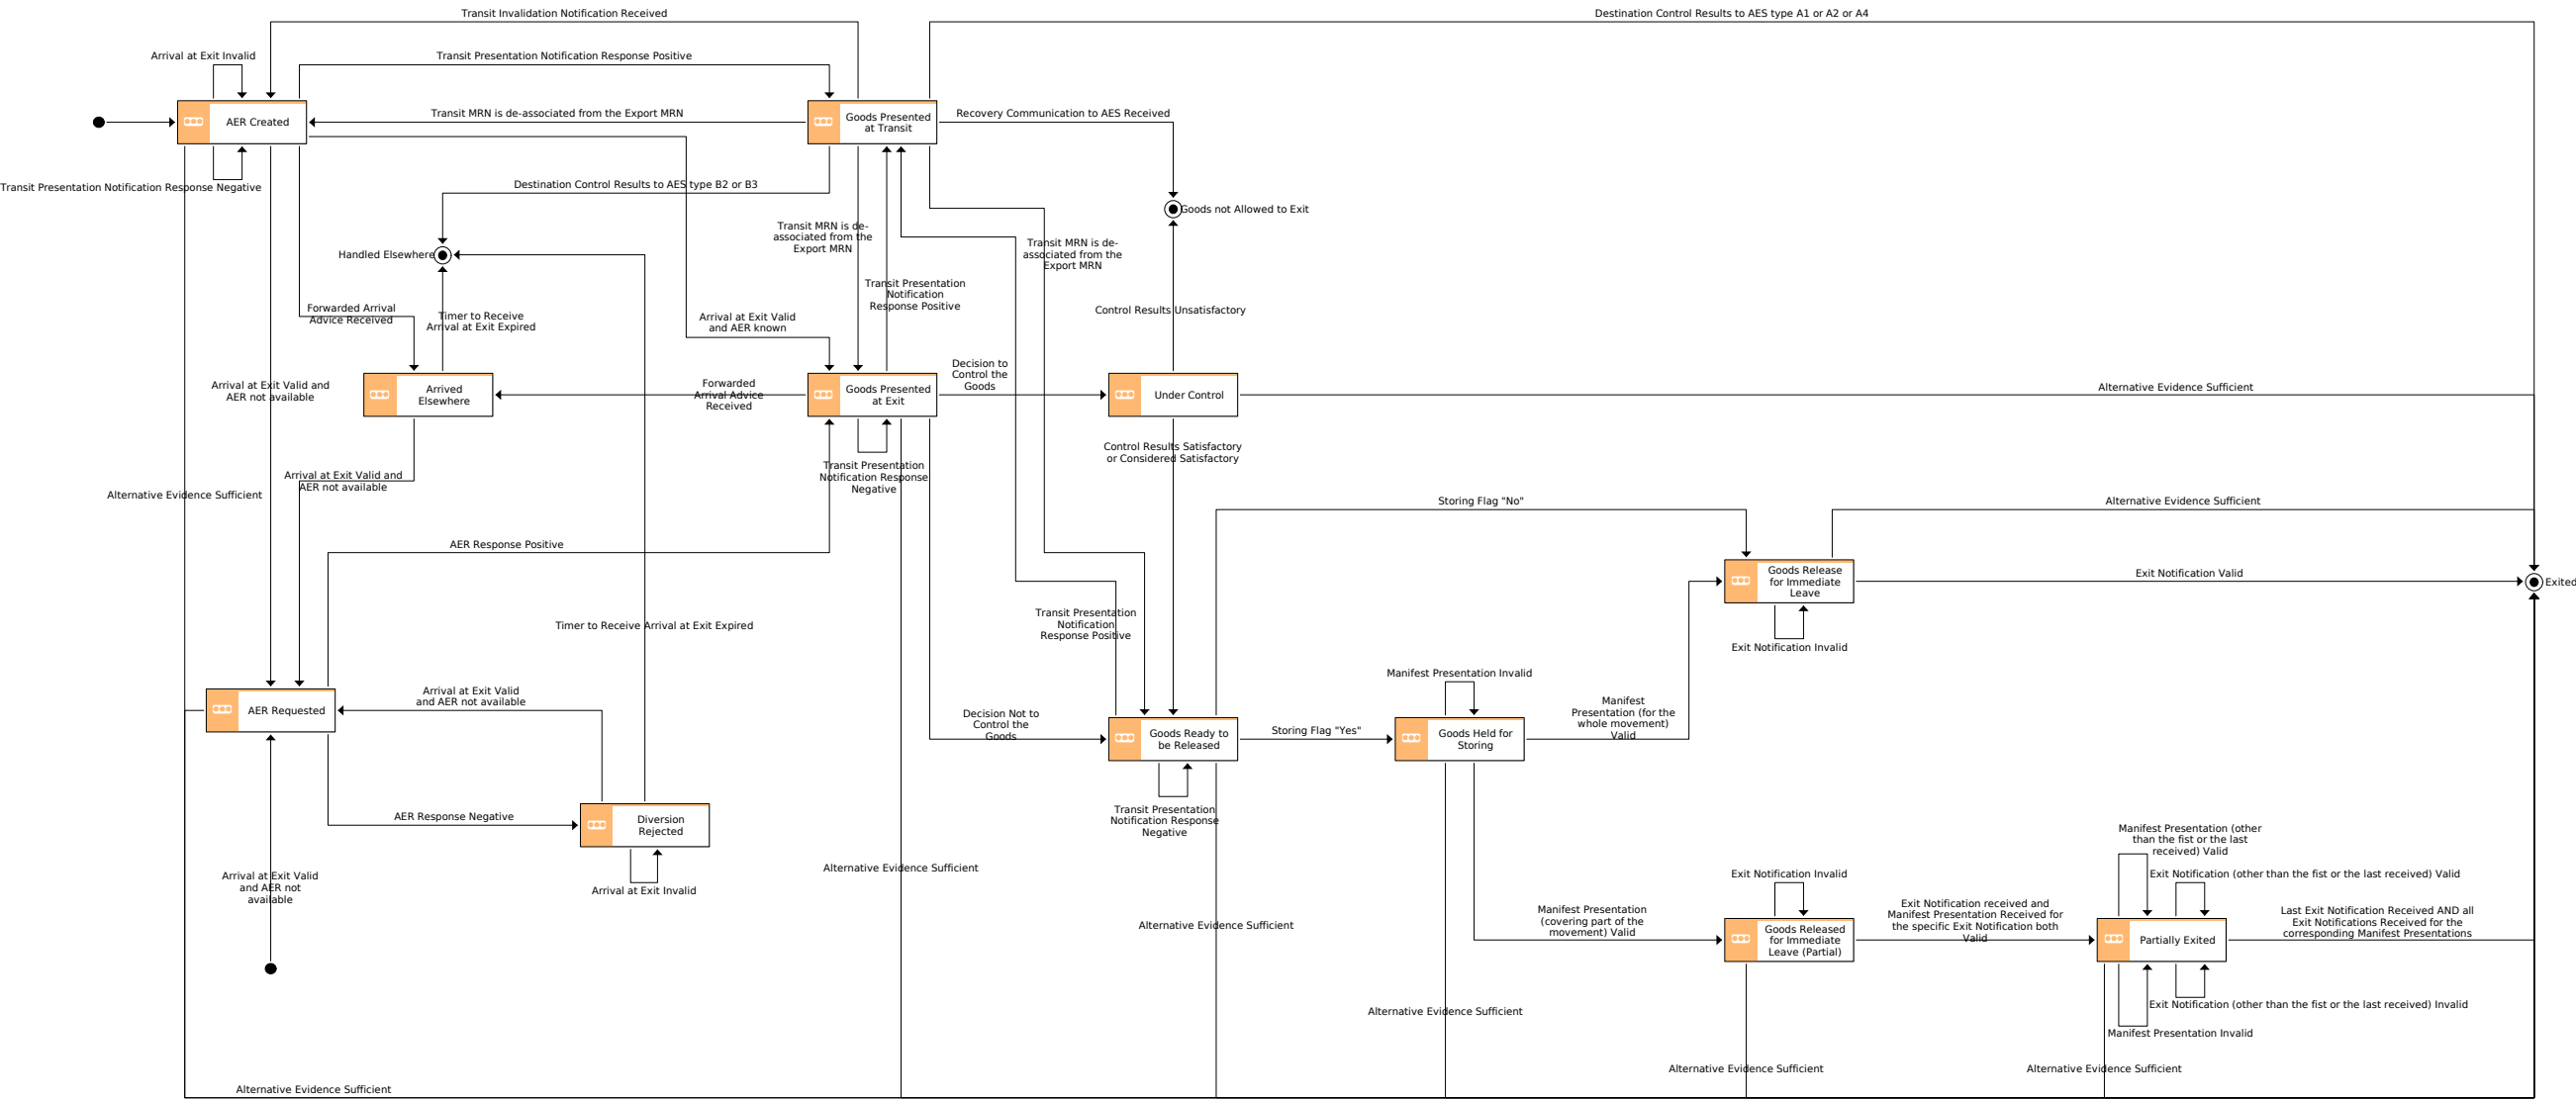 Transit Invalidation Notification Received
Destination Control Results to AES type A1 or A2 or A4
Arrival at Exit Invalid
Transit Presentation Notification Response Positive
AER Created
Transit MRN is de-associated from the Export MRN
Goods Presented
at Transit
Recovery Communication to AES Received
Transit Presentation Notification Response Negative
Destination Control Results to AES type B2 or B3
Goods not Allowed to Exit
Transit MRN is de-
associated from the
Export MRN
Transit MRN is de-
associated from the
Export MRN
Handled Elsewhere
Transit Presentation
Notification
Response Positive
Forwarded Arrival
Advice Received
Timer to Receive
Arrival at Exit Expired
Arrival at Exit Valid
and AER known
Control Results Unsatisfactory
Arrival at Exit Valid and
AER not available
Arrived
Elsewhere
Forwarded
Arrival Advice
Received
Goods Presented
at Exit
Decision to
Control the
Goods
Under Control
Alternative Evidence Sufficient
Control Results Satisfactory
or Considered Satisfactory
Transit Presentation
Notification Response
Negative
Arrival at Exit Valid and
AER not available
Alternative Evidence Sufficient
Storing Flag "No"
Alternative Evidence Sufficient
AER Response Positive
Goods Release
for Immediate
Leave
Exit Notification Valid
Exited
Timer to Receive Arrival at Exit Expired
Transit Presentation
Notification
Response Positive
Exit Notification Invalid
Manifest Presentation Invalid
Arrival at Exit Valid
and AER not available
AER Requested
Decision Not to
Control the
Goods
Goods Ready to
be Released
Storing Flag "Yes"
Goods Held for
Storing
Manifest
Presentation (for the
whole movement)
Valid
AER Response Negative
Diversion
Rejected
Transit Presentation
Notification Response
Negative
Arrival at Exit Invalid
Arrival at Exit Valid
and AER not
available
Alternative Evidence Sufficient
Alternative Evidence Sufficient
Manifest Presentation (other
than the fist or the last
received) Valid
Exit Notification Invalid
Exit Notification (other than the fist or the last received) Valid
Manifest Presentation
(covering part of the
movement) Valid
Goods Released
for Immediate
Leave (Partial)
Exit Notification received and
Manifest Presentation Received for
the specific Exit Notification both
Valid
Partially Exited
Last Exit Notification Received AND all
Exit Notifications Received for the
corresponding Manifest Presentations
Exit Notification (other than the fist or the last received) Invalid
Alternative Evidence Sufficient
Manifest Presentation Invalid
Alternative Evidence Sufficient
Alternative Evidence Sufficient
Alternative Evidence Sufficient